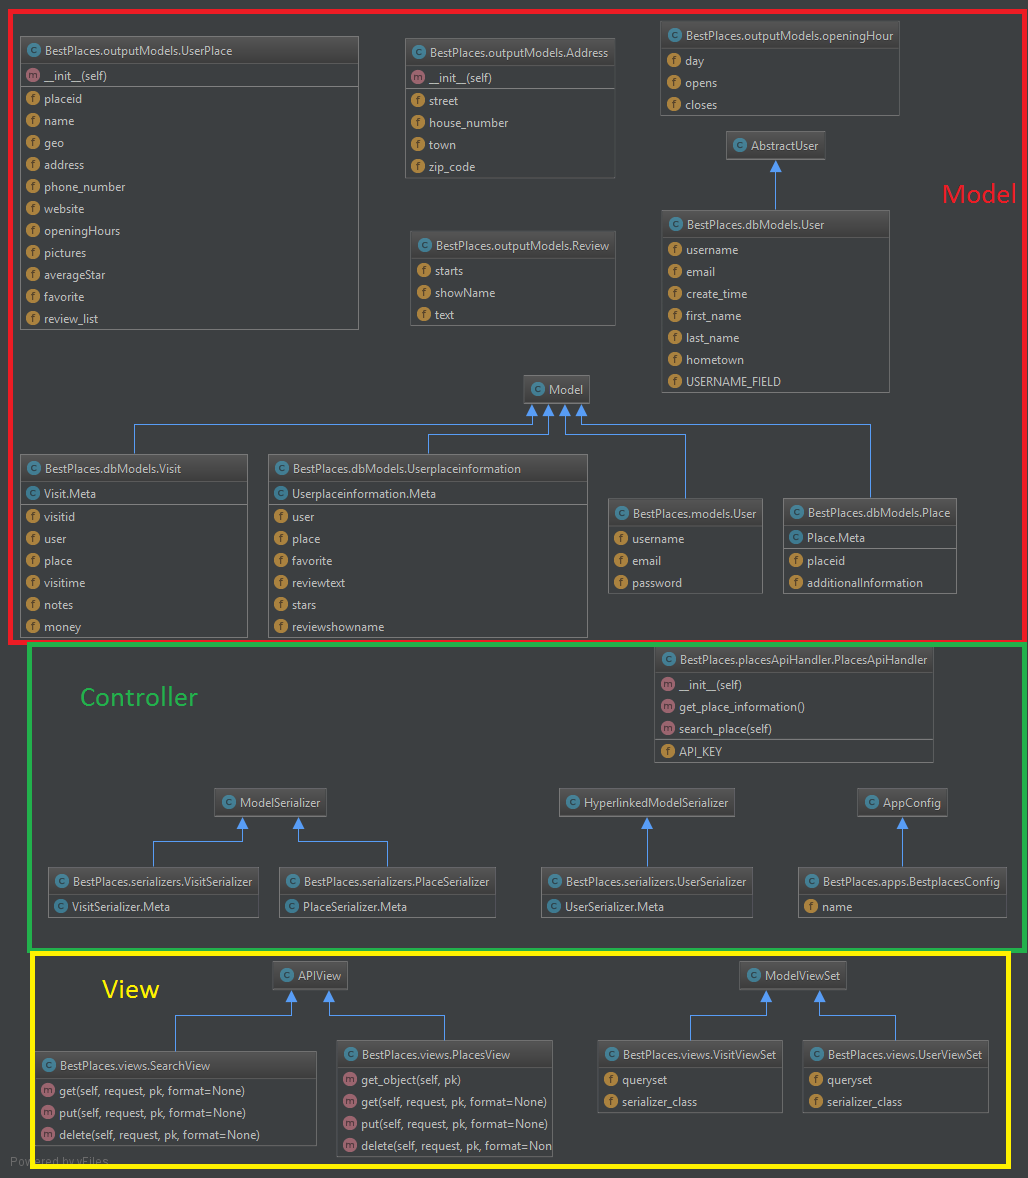 BestPlaces.outputModels.UserPlace
__init__(self)
placeid
name
geo
address
phone_number
website
openingHours
pictures
averageStar
favorite
review_list
BestPlaces.outputModels.Address
__init__(self)
street
house_number
town
zip_code
BestPlaces.outputModels.openingHour
day
opens
closes
AbstractUser
Model
BestPlaces.dbModels.User
username
email
create_time
first_name
last_name
hometown
USERNAME_FIELD
BestPlaces.outputModels.Review
starts
showName
text
Model
BestPlaces.dbModels.Visit
Visit.Meta
visitid
user
place
visitime
notes
money
BestPlaces.dbModels.Userplaceinformation
Userplaceinformation.Meta
user
place
favorite
reviewtext
stars
reviewshowname
BestPlaces.models.User
username
email
password
BestPlaces.dbModels.Place
Place.Meta
placeid
additionalInformation
Controller
BestPlaces.placesApiHandler.PlacesApiHandler
__init__(self)
get_place_information()
search_place(self)
API_KEY
ModelSerializer
HyperlinkedModelSerializer
AppConfig
BestPlaces.serializers.VisitSerializer
VisitSerializer.Meta
BestPlaces.serializers.PlaceSerializer
PlaceSerializer.Meta
BestPlaces.serializers.UserSerializer
UserSerializer.Meta
BestPlaces.apps.BestplacesConfig
name
View
APIView
ModelViewSet
BestPlaces.views.SearchView
get(self, request, pk, format=None)
put(self, request, pk, format=None)
delete(self, request, pk, format=None)
BestPlaces.views.PlacesView
get_object(self, pk)
get(self, request, pk, format=None)
put(self, request, pk, format=None)
delete(self, request, pk, format=Non
BestPlaces.views.VisitViewSet
queryset
serializer_class
BestPlaces.views.UserViewSet
queryset
serializer_class
Powered by yFiles